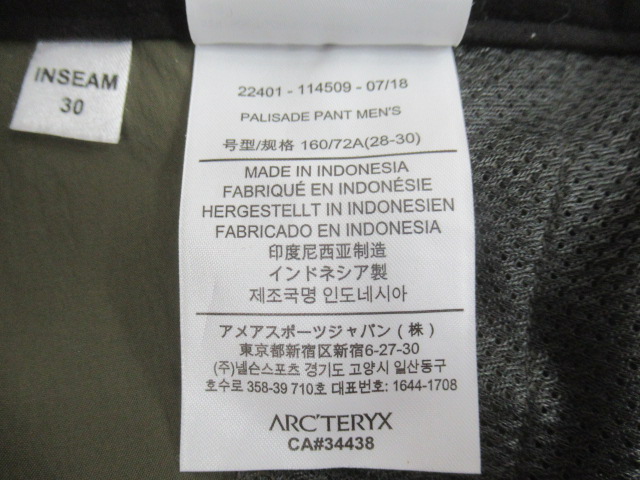 INSEAM
30
22401 - 114509 - 07/18
PALISADE PANT MEN'S
号型/规格 160/72A(28-30)
MADE IN INDONESIA
FABRIQUÉ EN INDONÉSIE
HERGESTELLT IN INDONESIEN
FABRICADO EN INDONESIA
印度尼西亚制造
インドネシア製
제조국명 인도네시아
アメアスポーツジャパン(株)
東京都新宿区新宿6-27-30
(주)넬슨스포츠 경기도 고양시 일산동구
호수로 358-39 710호 대표번호: 1644-1708
ARC'TERYX
CA#34438